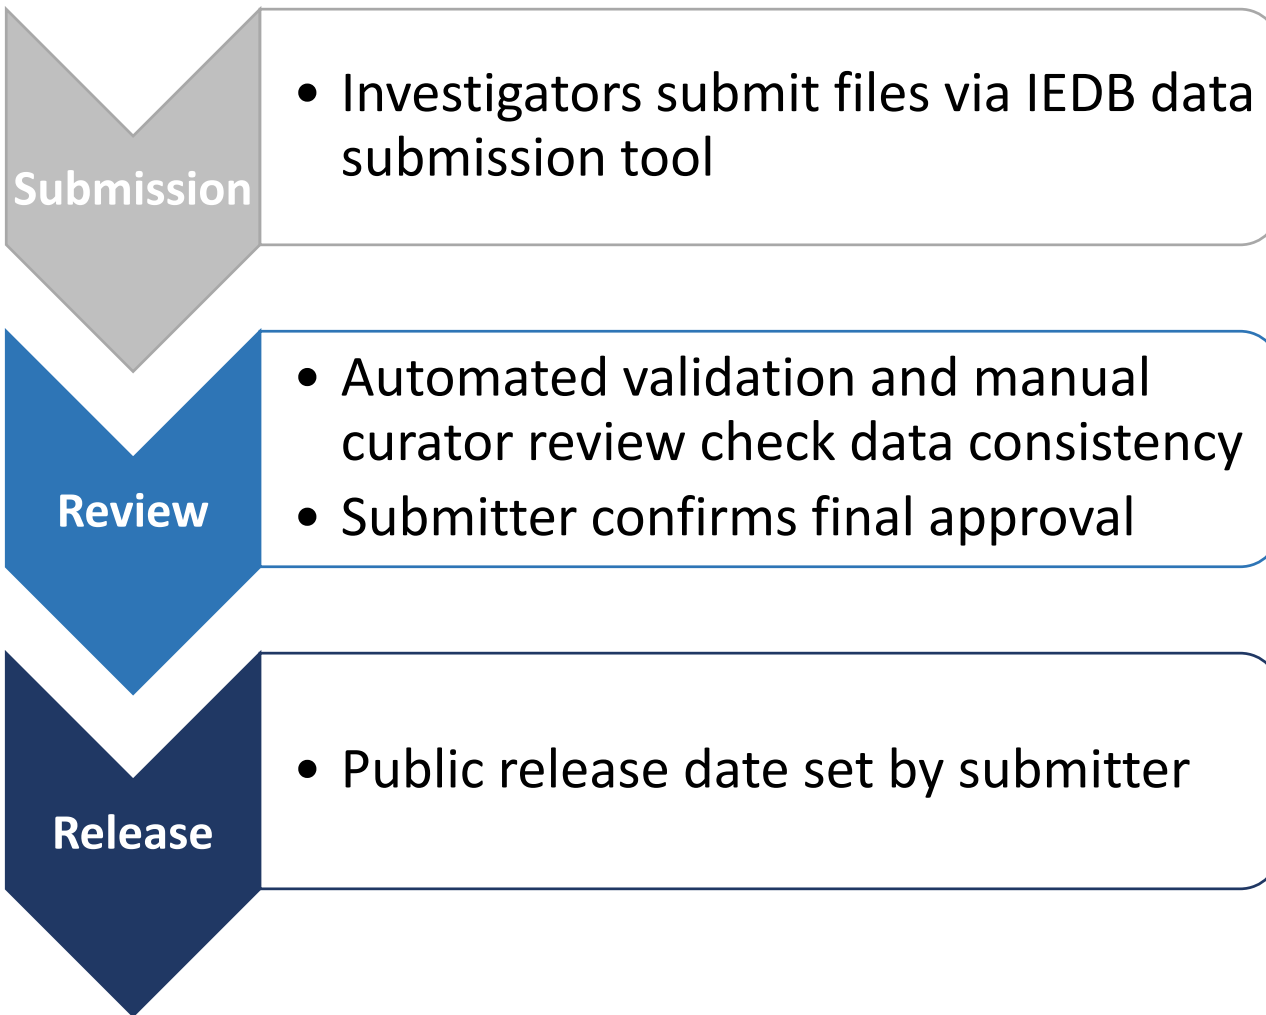 Submission
• Investigators submit files via IEDB data
submission tool
Review
• Automated validation and manual
curator review check data consistency
• Submitter confirms final approval
Release
• Public release date set by submitter